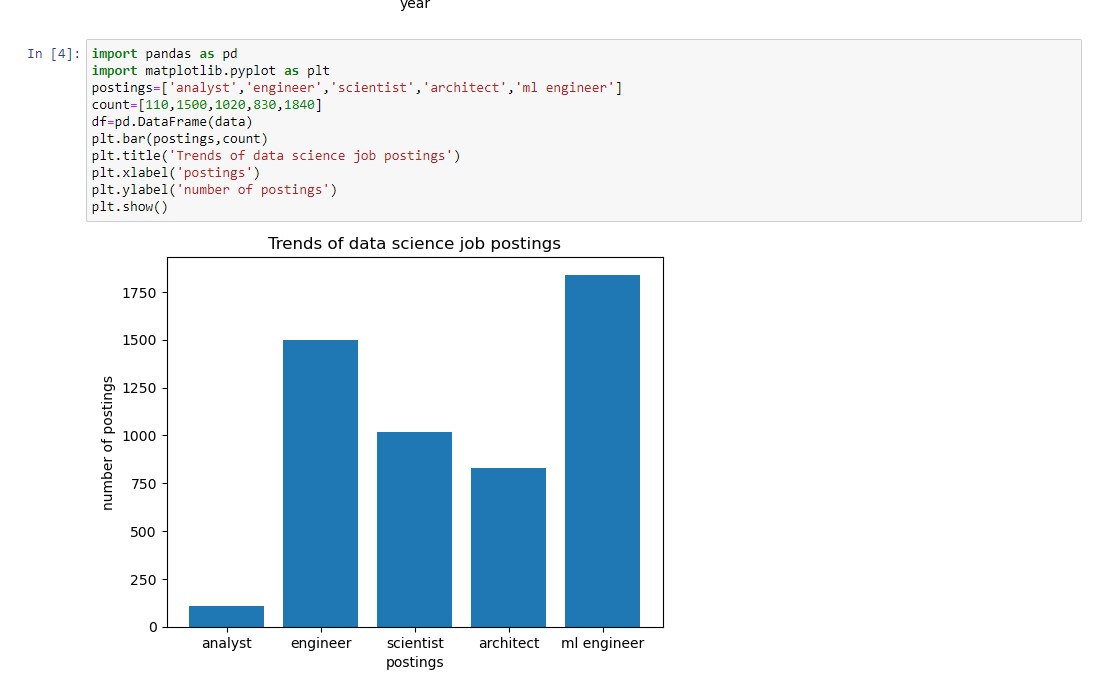 year
In [4]:
import pandas as pd
import matplotlib.pyplot as plt
postings=['analyst','engineer','scientist','architect','ml engineer']
count=[110,1500,1020,830,1840]
df=pd.DataFrame(data)
plt.bar(postings,count)
plt.title('Trends of data science job postings')
plt.xlabel('postings')
plt.ylabel('number of postings')
plt.show()
Trends of data science job postings
number of postings
1750
1500
1250
1000
750
500
250
0
analyst engineer scientist architect ml engineer
postings